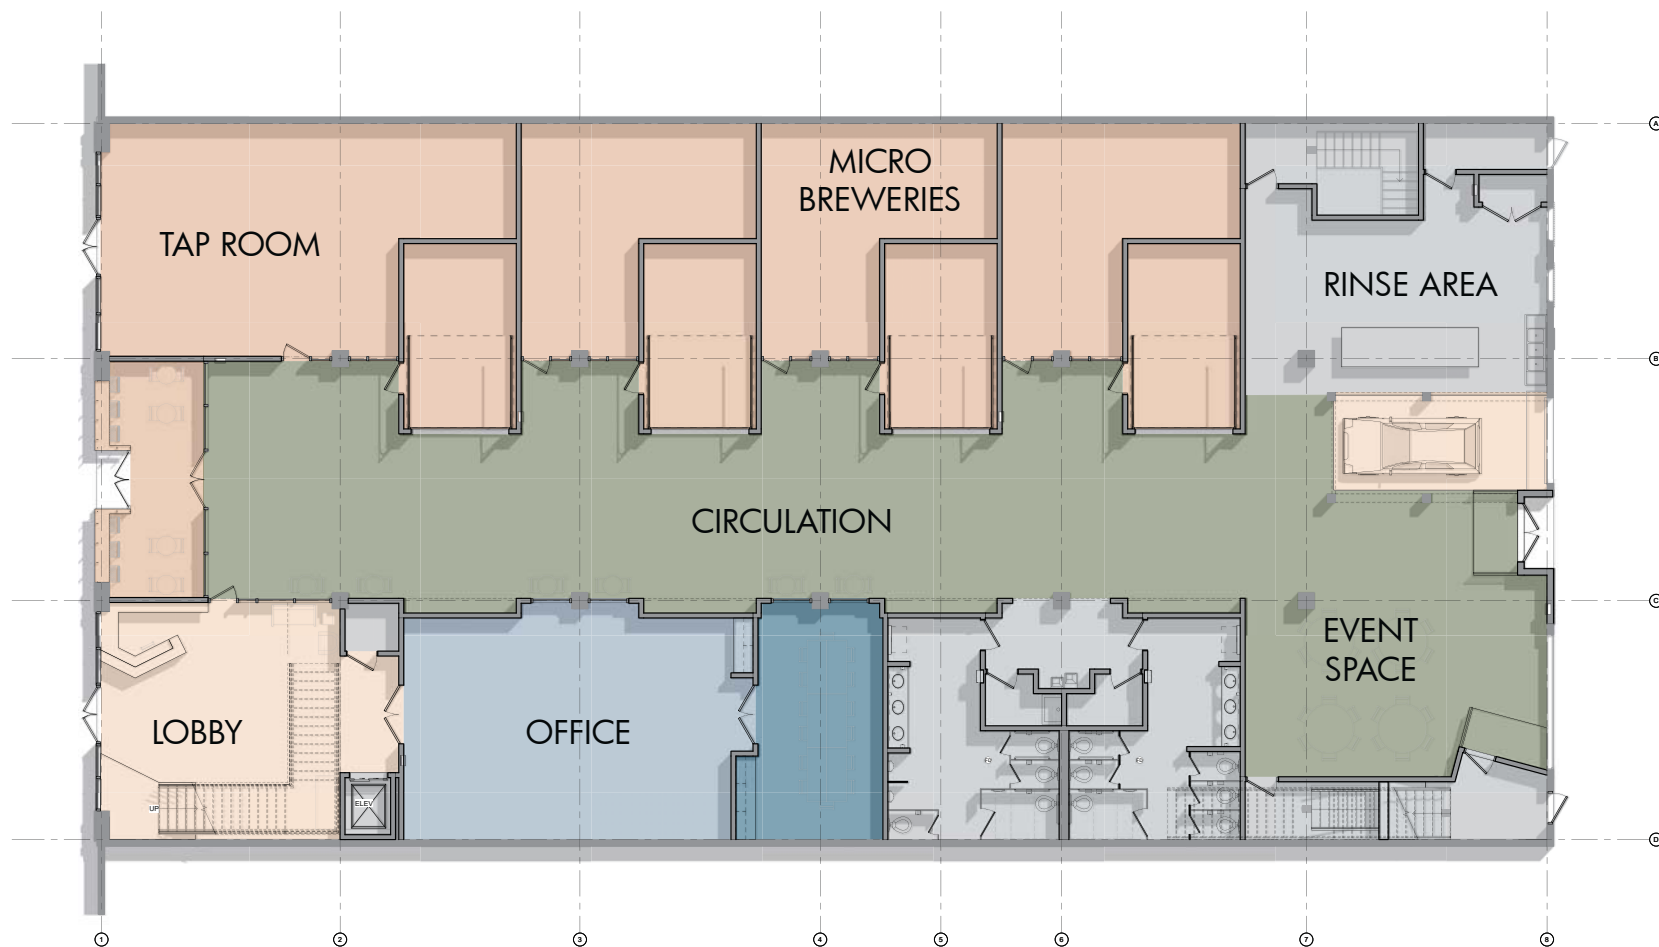 MICRO
BREWERIES
TAP ROOM
RINSE AREA
CIRCULATION
EVENT
SPACE
LOBBY
OFFICE
UP
ELEV
A
B
C
D
1
2
3
4
5
6
7
8